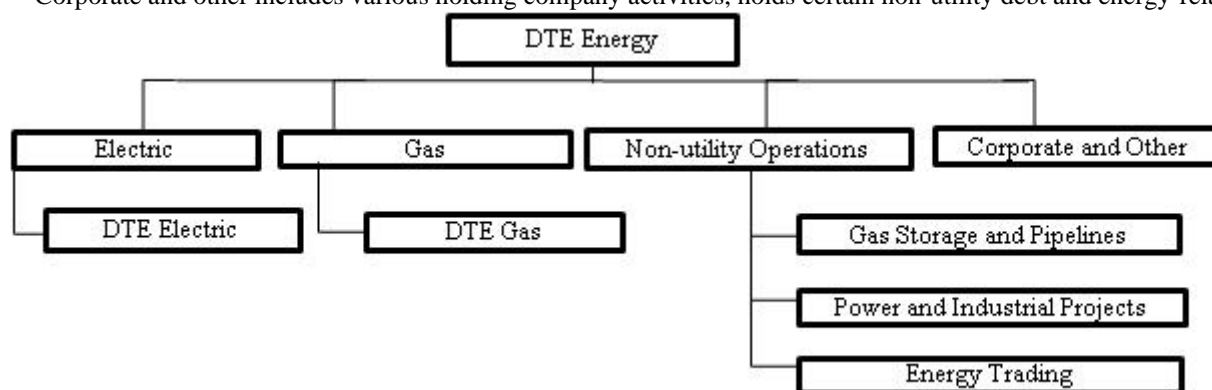 Corporate and other includes various holding company activities, holds certain non-utility debt and energy-rela
DTE Energy
Electric
Gas
Non-utility Operations
Corporate and Other
DTE Electric
DTE Gas
Gas Storage and Pipelines
Power and Industrial Projects
Energy Trading